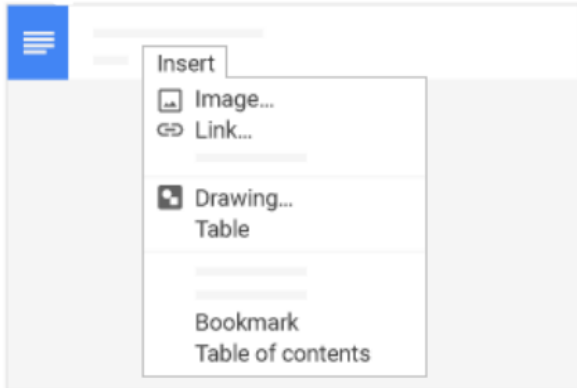 Insert
Image...
Link...
Drawing...
Table
Bookmark
Table of contents